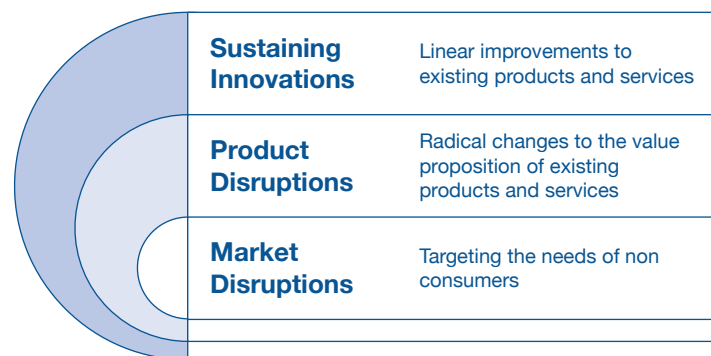 Sustaining
Innovations
Linear improvements to
existing products and services
Product
Disruptions
Radical changes to the value
proposition of existing
products and services
Market
Disruptions
Targeting the needs of non
consumers